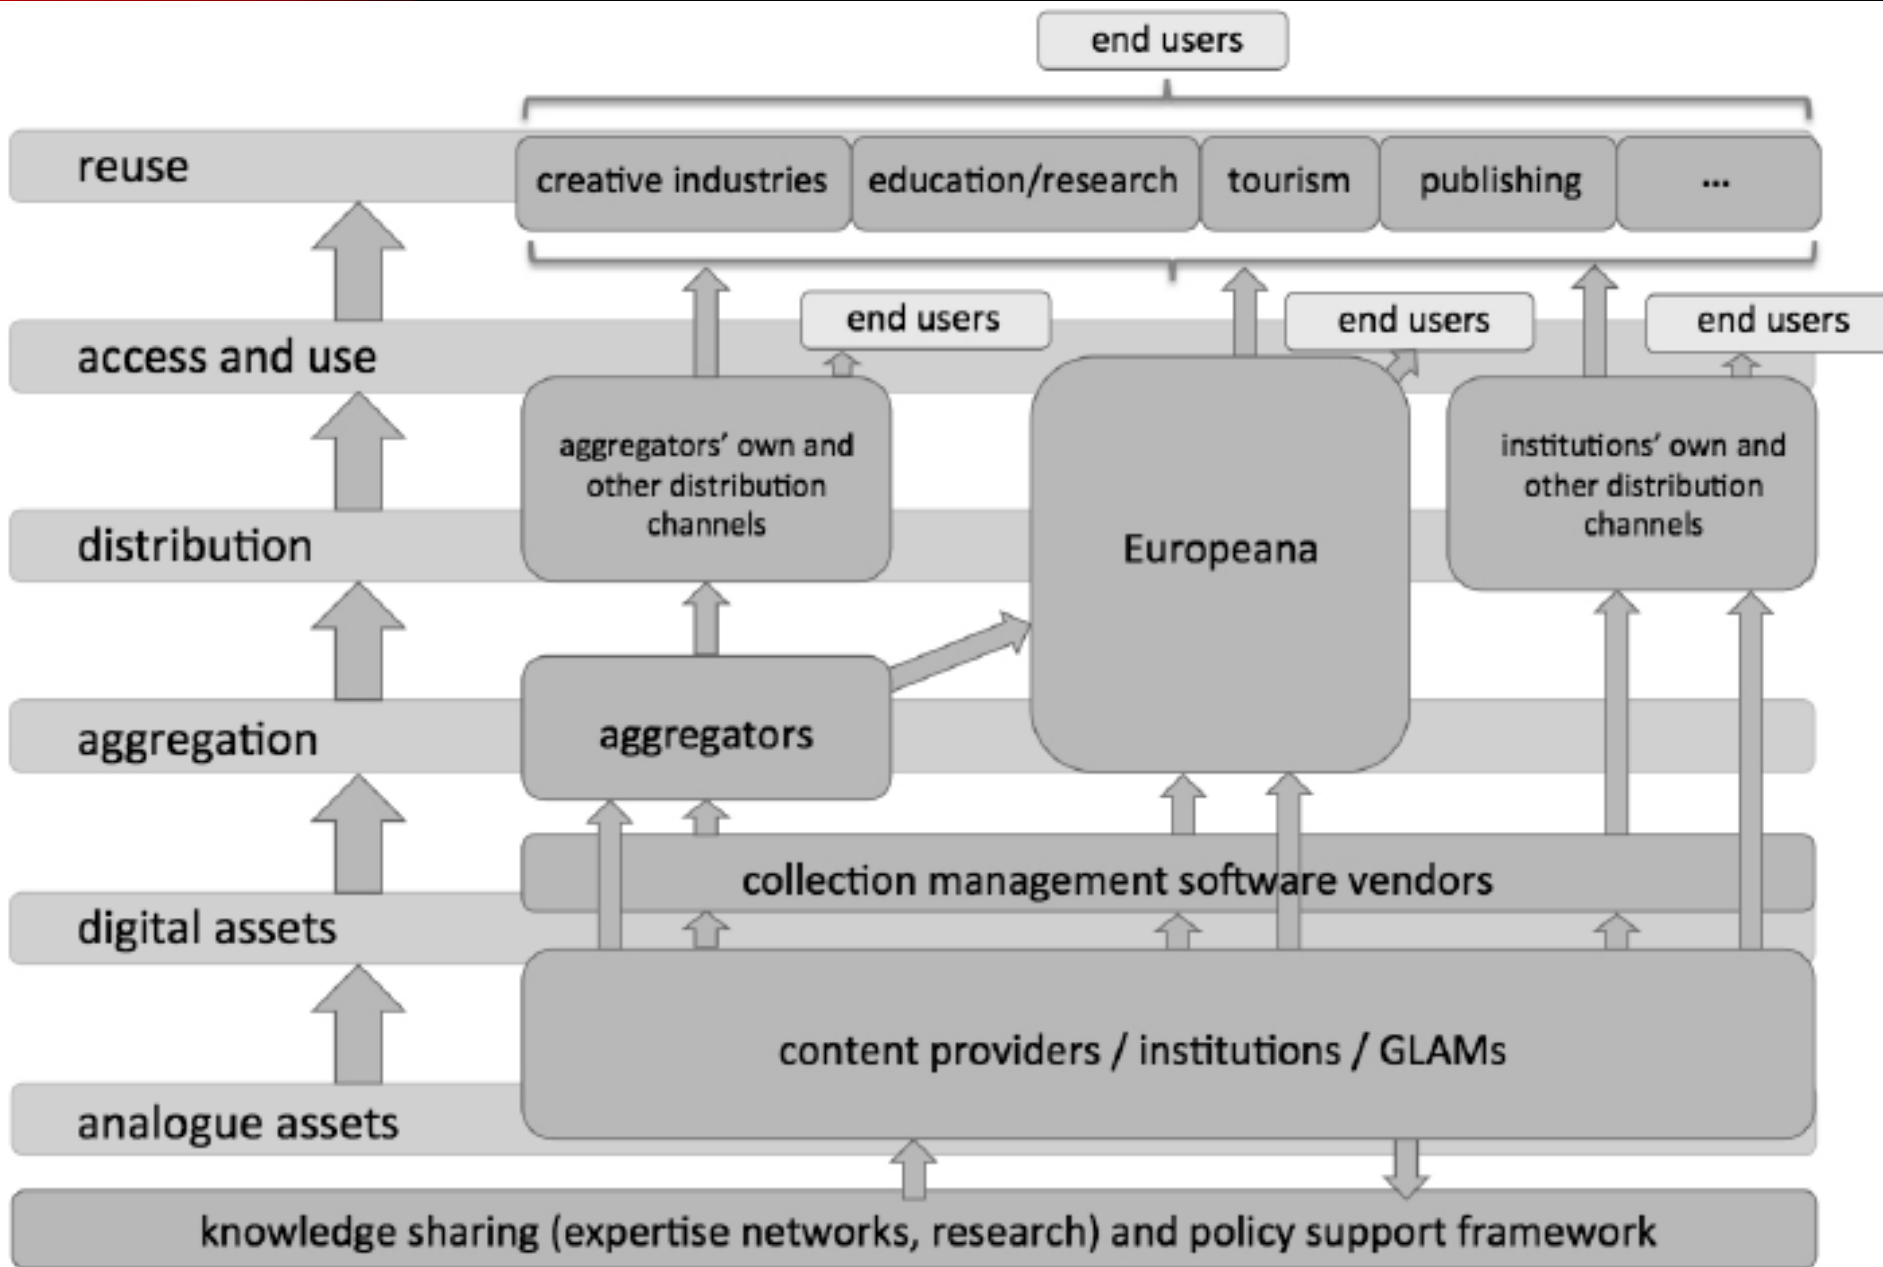 end users
reuse
creative industries
education/research
tourism
publishing
...
end users
end users
end users
access and use
aggregators’ own and
other distribution
channels
institutions’ own and
other distribution
channels
distribution
Europeana
aggregation
aggregators
collection management software vendors
digital assets
content providers / institutions / GLAMs
analogue assets
knowledge sharing (expertise networks, research) and policy support framework